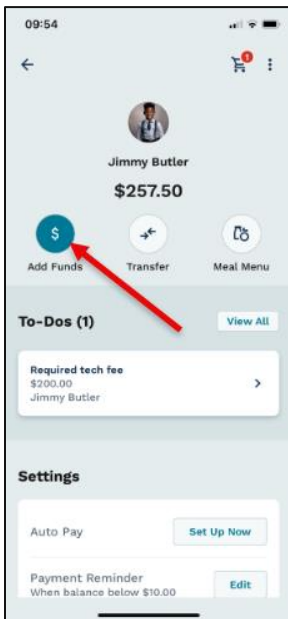 09:54
1
Jimmy Butler
$257.50
$
Add Funds
Transfer
Meal Menu
To-Dos (1)
View All
Required tech fee
$200.00
Jimmy Butler
Settings
Auto Pay
Set Up Now
Payment Reminder
When balance below $10.00
Edit